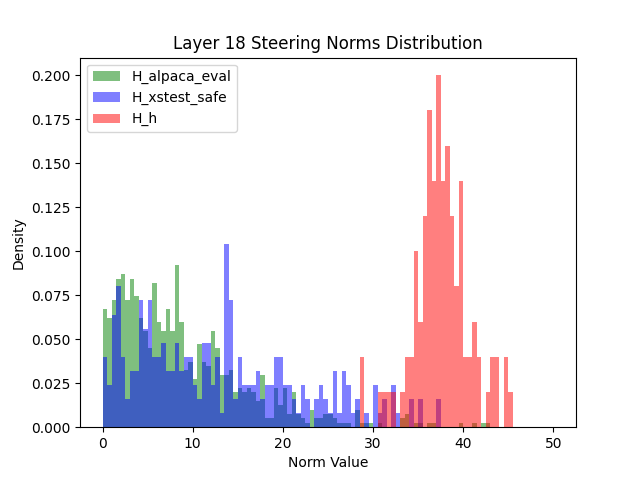 Layer 18 Steering Norms Distribution
H_alpaca_eval
H_xstest_safe
H_h
Density
0.200
0.175
0.150
0.125
0.100
0.075
0.050
0.025
0.000
0 10 20 30 40 50
Norm Value